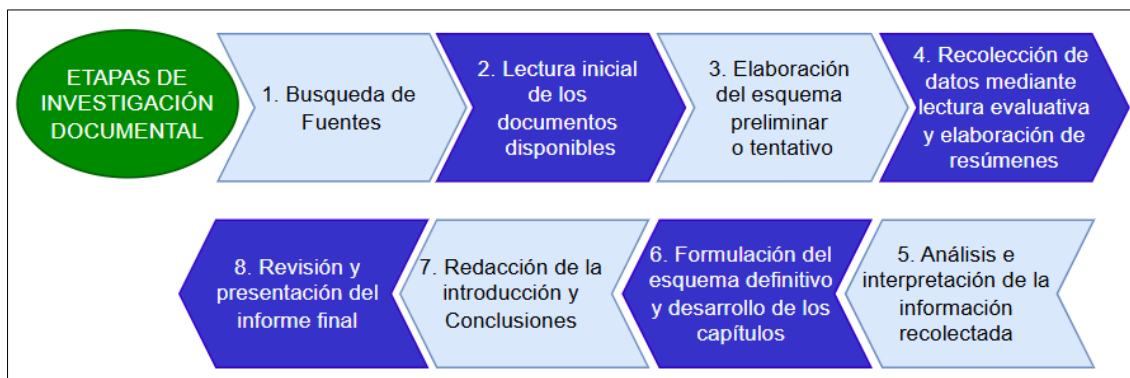 ETAPAS DE
INVESTIGACIÓN
DOCUMENTAL
1. Busqueda de
Fuentes
2. Lectura inicial
de los
documentos
disponibles
3. Elaboración
del esquema
preliminar
o tentativo
4. Recolección de
datos mediante
lectura evaluativa
y elaboración de
resúmenes
5. Análisis e
interpretación de la
información
recolectada
6. Formulación del
esquema definitivo
y desarrollo de los
capítulos
7. Redacción de la
introducción y
Conclusiones
8. Revisión y
presentación del
informe final